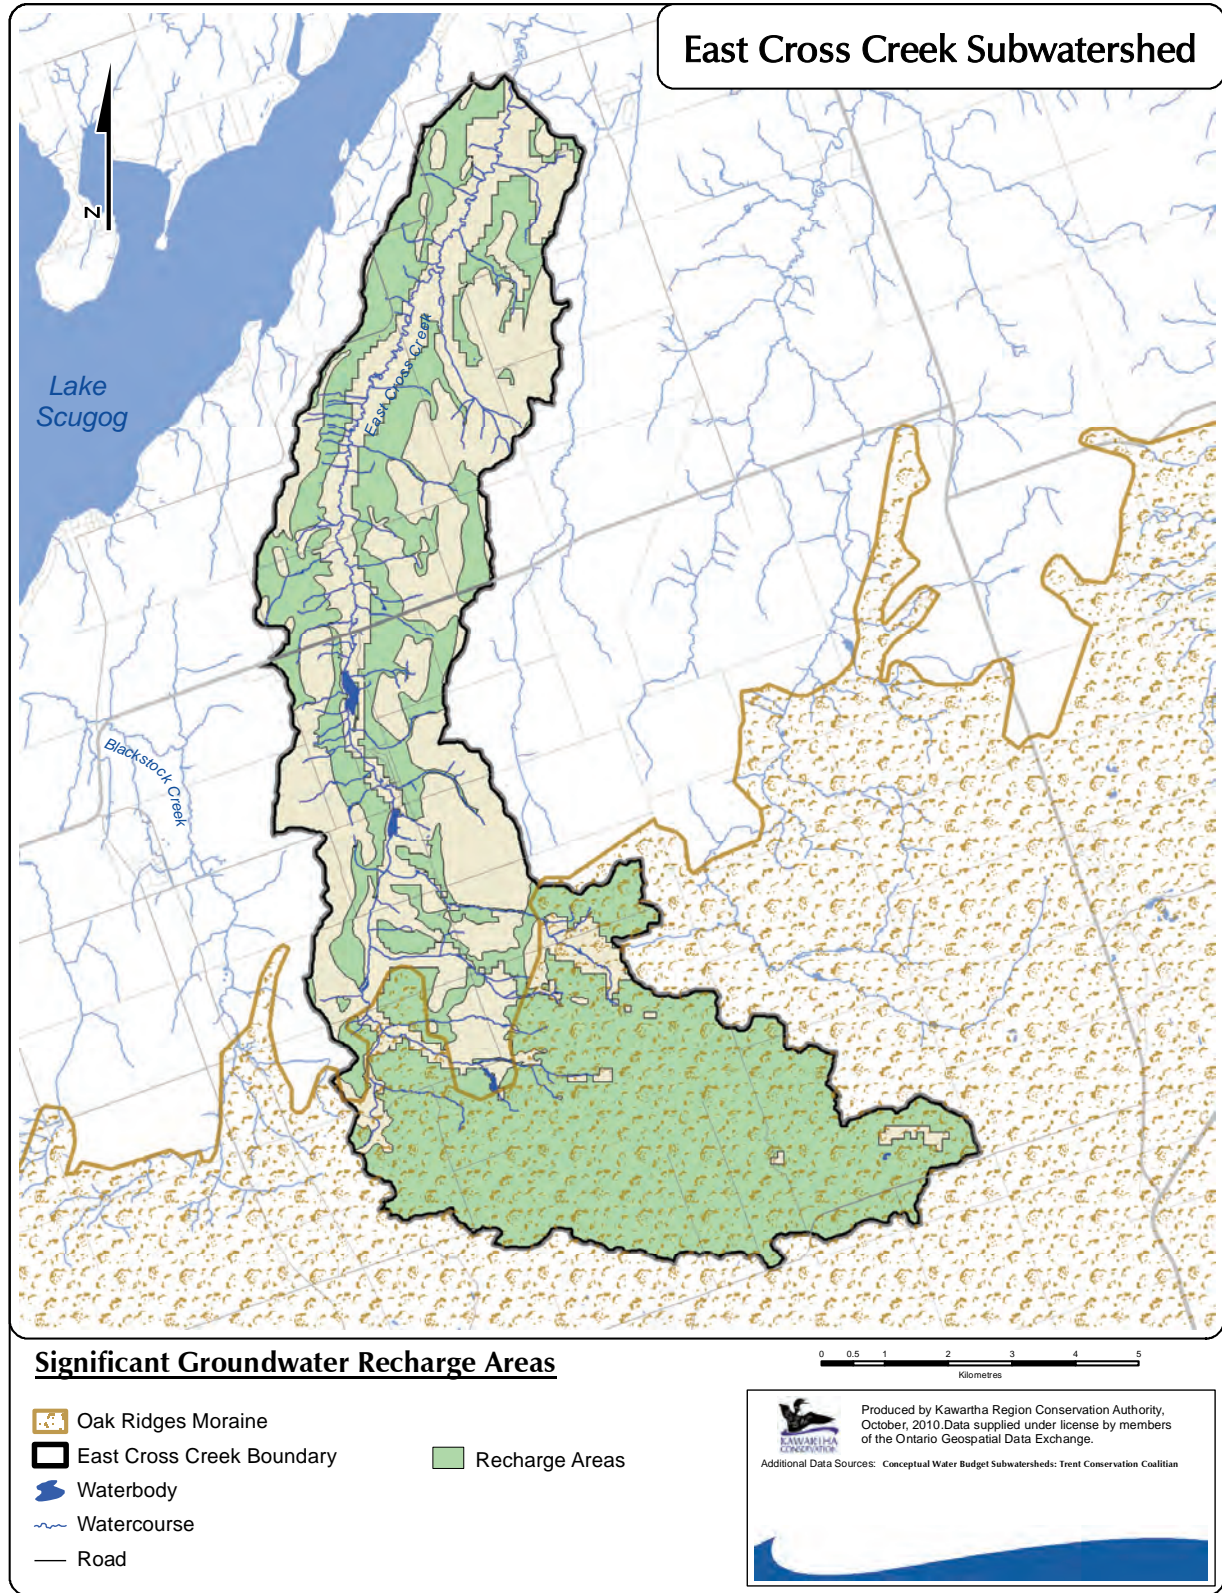 East Cross Creek Subwatershed
N
Lake
Scugog
East Cross Creek
Blackstock Creek
Significant Groundwater Recharge Areas
Oak Ridges Moraine
East Cross Creek Boundary
Waterbody
Watercourse
Road
Recharge Areas
0 0.5 1 2 3 4 5
Kilometres
KAWARTHA
CONSERVATION
Produced by Kawartha Region Conservation Authority,
October, 2010.Data supplied under license by members
of the Ontario Geospatial Data Exchange.
Additional Data Sources: Conceptual Water Budget Subwatersheds: Trent Conservation Coalitian